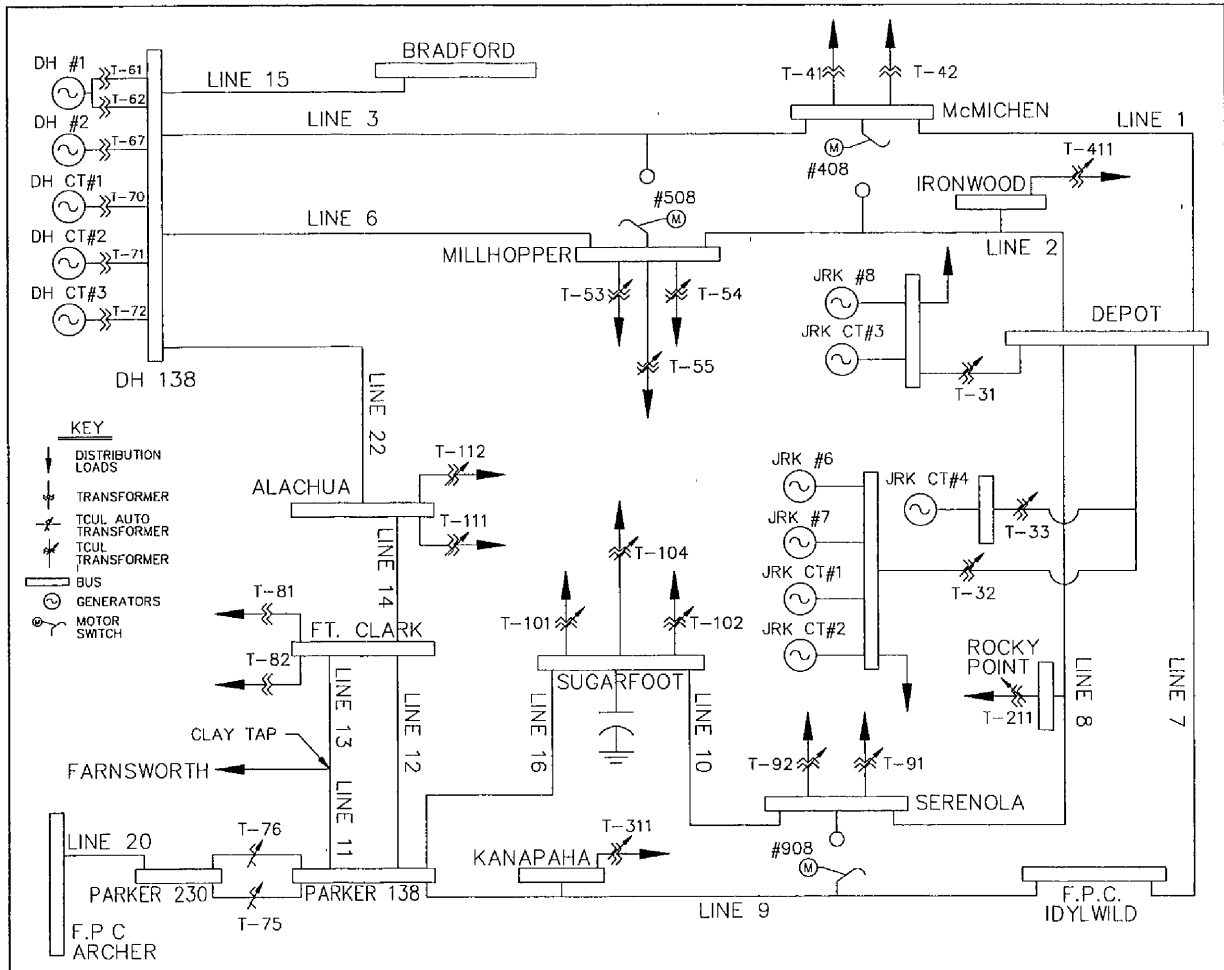 DH #1
T-61
T-62
DH #2
T-67
DH CT#1
T-70
DH CT#2
T-71
DH CT#3
T-72
DH 138
LINE 15
BRADFORD
LINE 3
LINE 6
T-41
T-42
McMICHEN
LINE 1
#408
M
#508
M
MILLHOPPER
T-53
T-54
T-55
IRONWOOD
T-411
LINE 2
DEPOT
JRK #8
JRK CT#3
T-31
LINE 22
KEY
DISTRIBUTION
LOADS
TRANSFORMER
TCUL AUTO
TRANSFORMER
TCUL
TRANSFORMER
BUS
GENERATORS
M
MOTOR
SWITCH
ALACHUA
T-112
T-111
LINE 14
T-81
T-82
FT. CLARK
LINE 13
LINE 12
CLAY TAP
FARNSWORTH
LINE 11
T-104
T-101
T-102
SUGARFOOT
LINE 16
LINE 10
JRK #6
JRK #7
JRK CT#1
JRK CT#2
JRK CT#4
T-33
T-32
ROCKY
POINT
T-211
LINE 8
LINE 7
T-92
T-91
SERENOLA
#908
M
LINE 20
T-76
T-75
PARKER 230
PARKER 138
F.P.C
ARCHER
KANAPAHA
T-311
LINE 9
F.P.C.
IDYLWILD